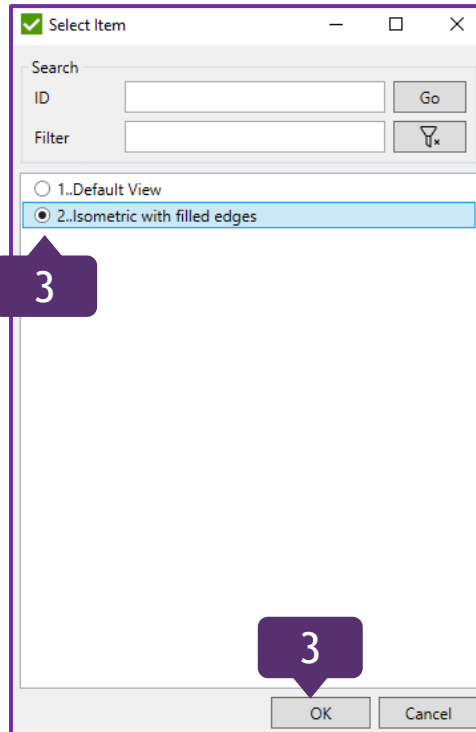 Select Item
Search
ID
Go
Filter
1..Default View
2..Isometric with filled edges
3
3
OK Cancel